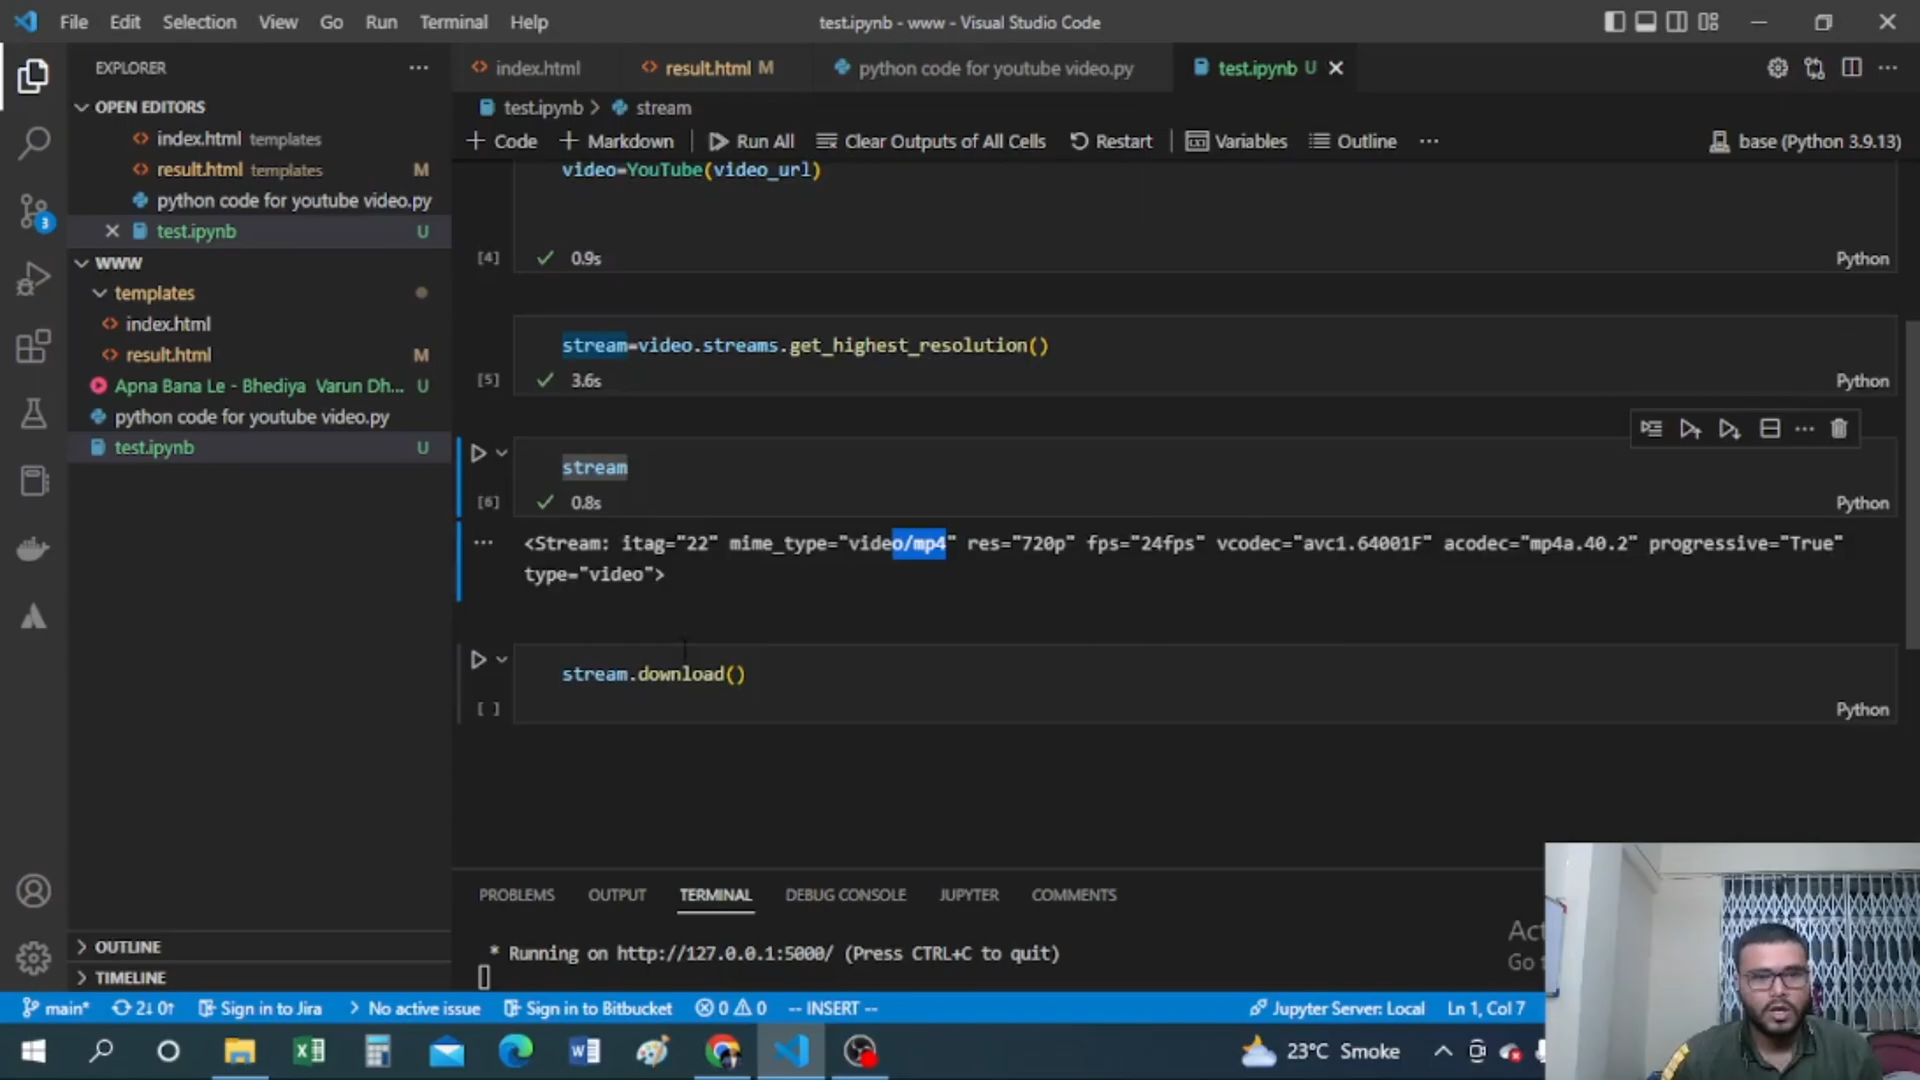 File Edit Selection View Go Run Terminal Help
test.ipynb - www - Visual Studio Code
EXPLORER
index.html
result.html M
python code for youtube video.py
test.ipynb U
OPEN EDITORS
index.html templates
result.html templates M
python code for youtube video.py
test.ipynb U
WWW
templates
index.html
result.html M
Apna Bana Le - Bhediya Varun Dh... U
python code for youtube video.py
test.ipynb U
OUTLINE
TIMELINE
3
test.ipynb > stream
+ Code + Markdown Run All Clear Outputs of All Cells Restart Variables Outline ... base (Python 3.9.13)
video=YouTube(video_url)
[4] 0.9s Python
stream=video.streams.get_highest_resolution()
[5] 3.6s Python
stream
[6] 0.8s Python
<Stream: itag="22" mime_type="video/mp4" res="720p" fps="24fps" vcodec="avc1.64001F" acodec="mp4a.40.2" progressive="True"
type="video">
stream.download()
[ ] Python
PROBLEMS OUTPUT TERMINAL DEBUG CONSOLE JUPYTER COMMENTS
* Running on http://127.0.0.1:5000/ (Press CTRL+C to quit)
Act
Go t
main* 2↓ 0↑ Sign in to Jira > No active issue Sign in to Bitbucket 0 0 -- INSERT -- Jupyter Server: Local Ln 1, Col 7
23°C Smoke